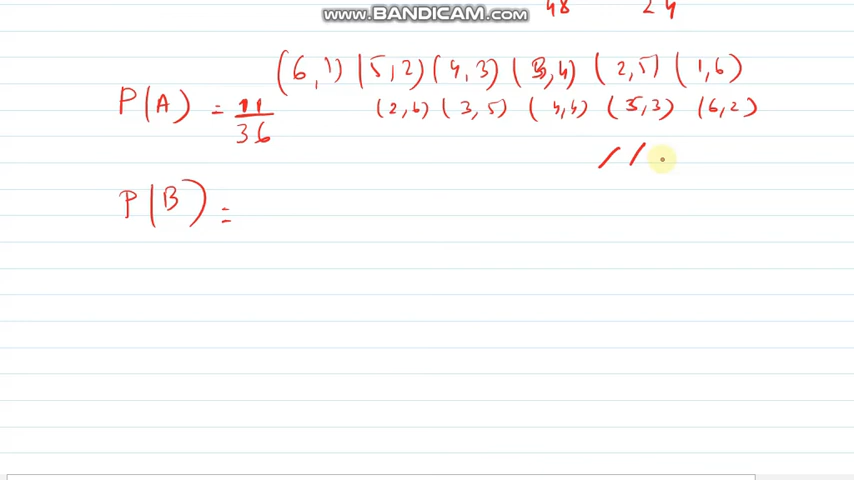 www.BANDICAM.com
48 24
(6,1) (5,2) (4,3) (3,4) (2,5) (1,6)
P(A) = 11/36
(2,6) (3,5) (4,4) (5,3) (6,2)
//
P(B) =